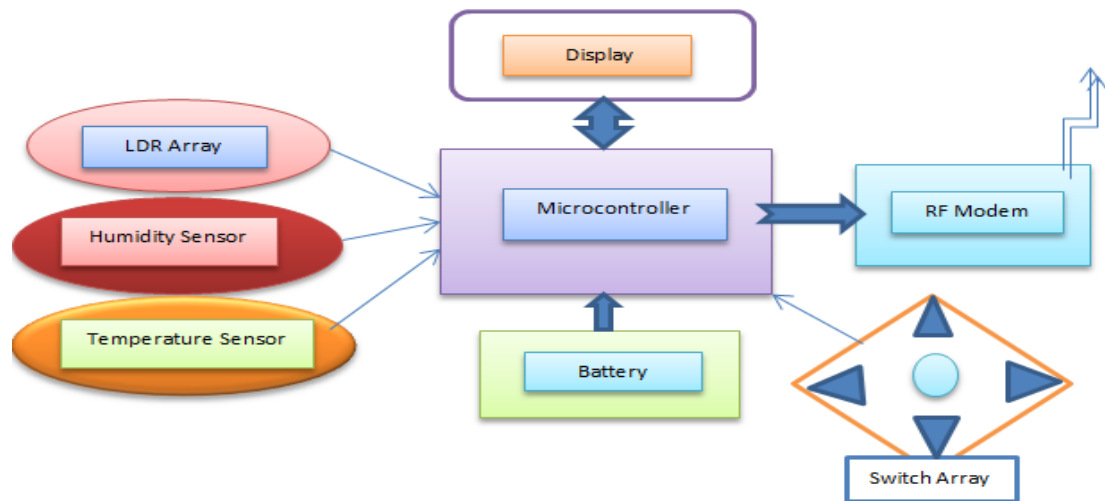 Display
LDR Array
Microcontroller
RF Modem
Humidity Sensor
Temperature Sensor
Battery
Switch Array